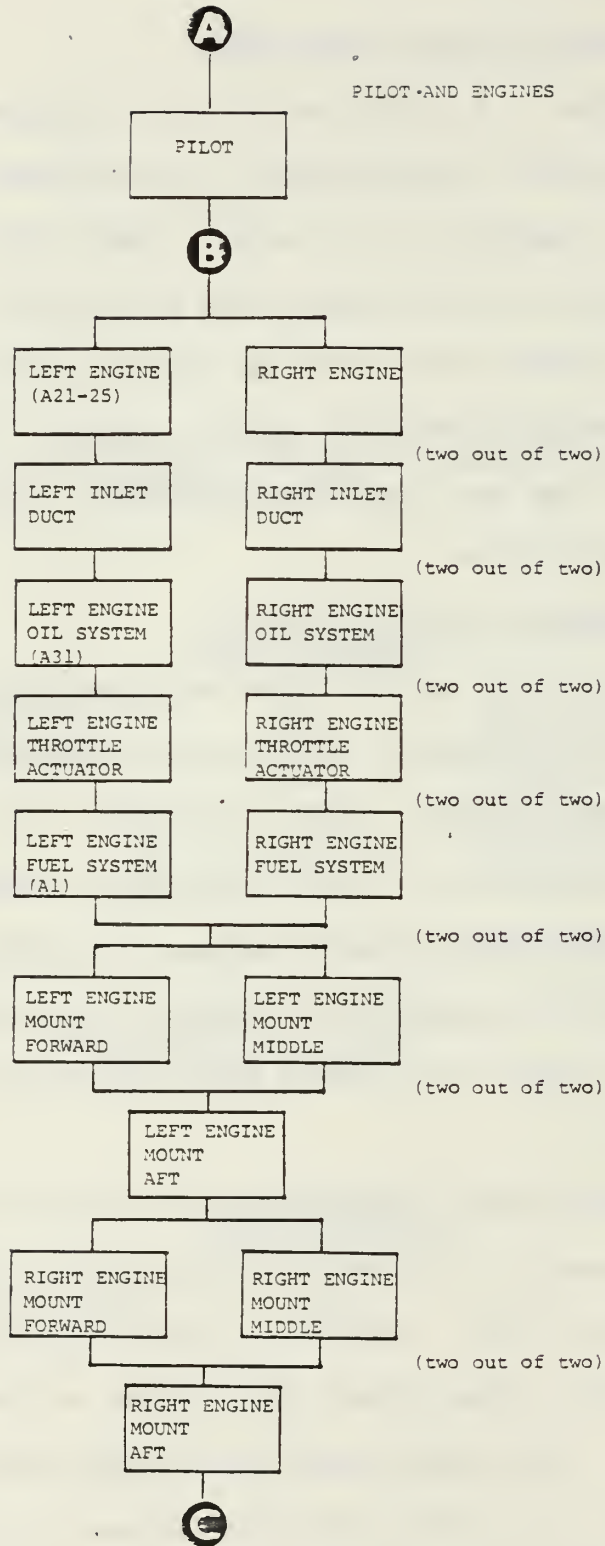 A
PILOT AND ENGINES
PILOT
B
LEFT ENGINE
(A21-25)
RIGHT ENGINE
(two out of two)
LEFT INLET
DUCT
RIGHT INLET
DUCT
(two out of two)
LEFT ENGINE
OIL SYSTEM
(A31)
RIGHT ENGINE
OIL SYSTEM
(two out of two)
LEFT ENGINE
THROTTLE
ACTUATOR
RIGHT ENGINE
THROTTLE
ACTUATOR
(two out of two)
LEFT ENGINE
FUEL SYSTEM
(A1)
RIGHT ENGINE
FUEL SYSTEM
(two out of two)
LEFT ENGINE
MOUNT
FORWARD
LEFT ENGINE
MOUNT
MIDDLE
(two out of two)
LEFT ENGINE
MOUNT
AFT
RIGHT ENGINE
MOUNT
FORWARD
RIGHT ENGINE
MOUNT
MIDDLE
(two out of two)
RIGHT ENGINE
MOUNT
AFT
C